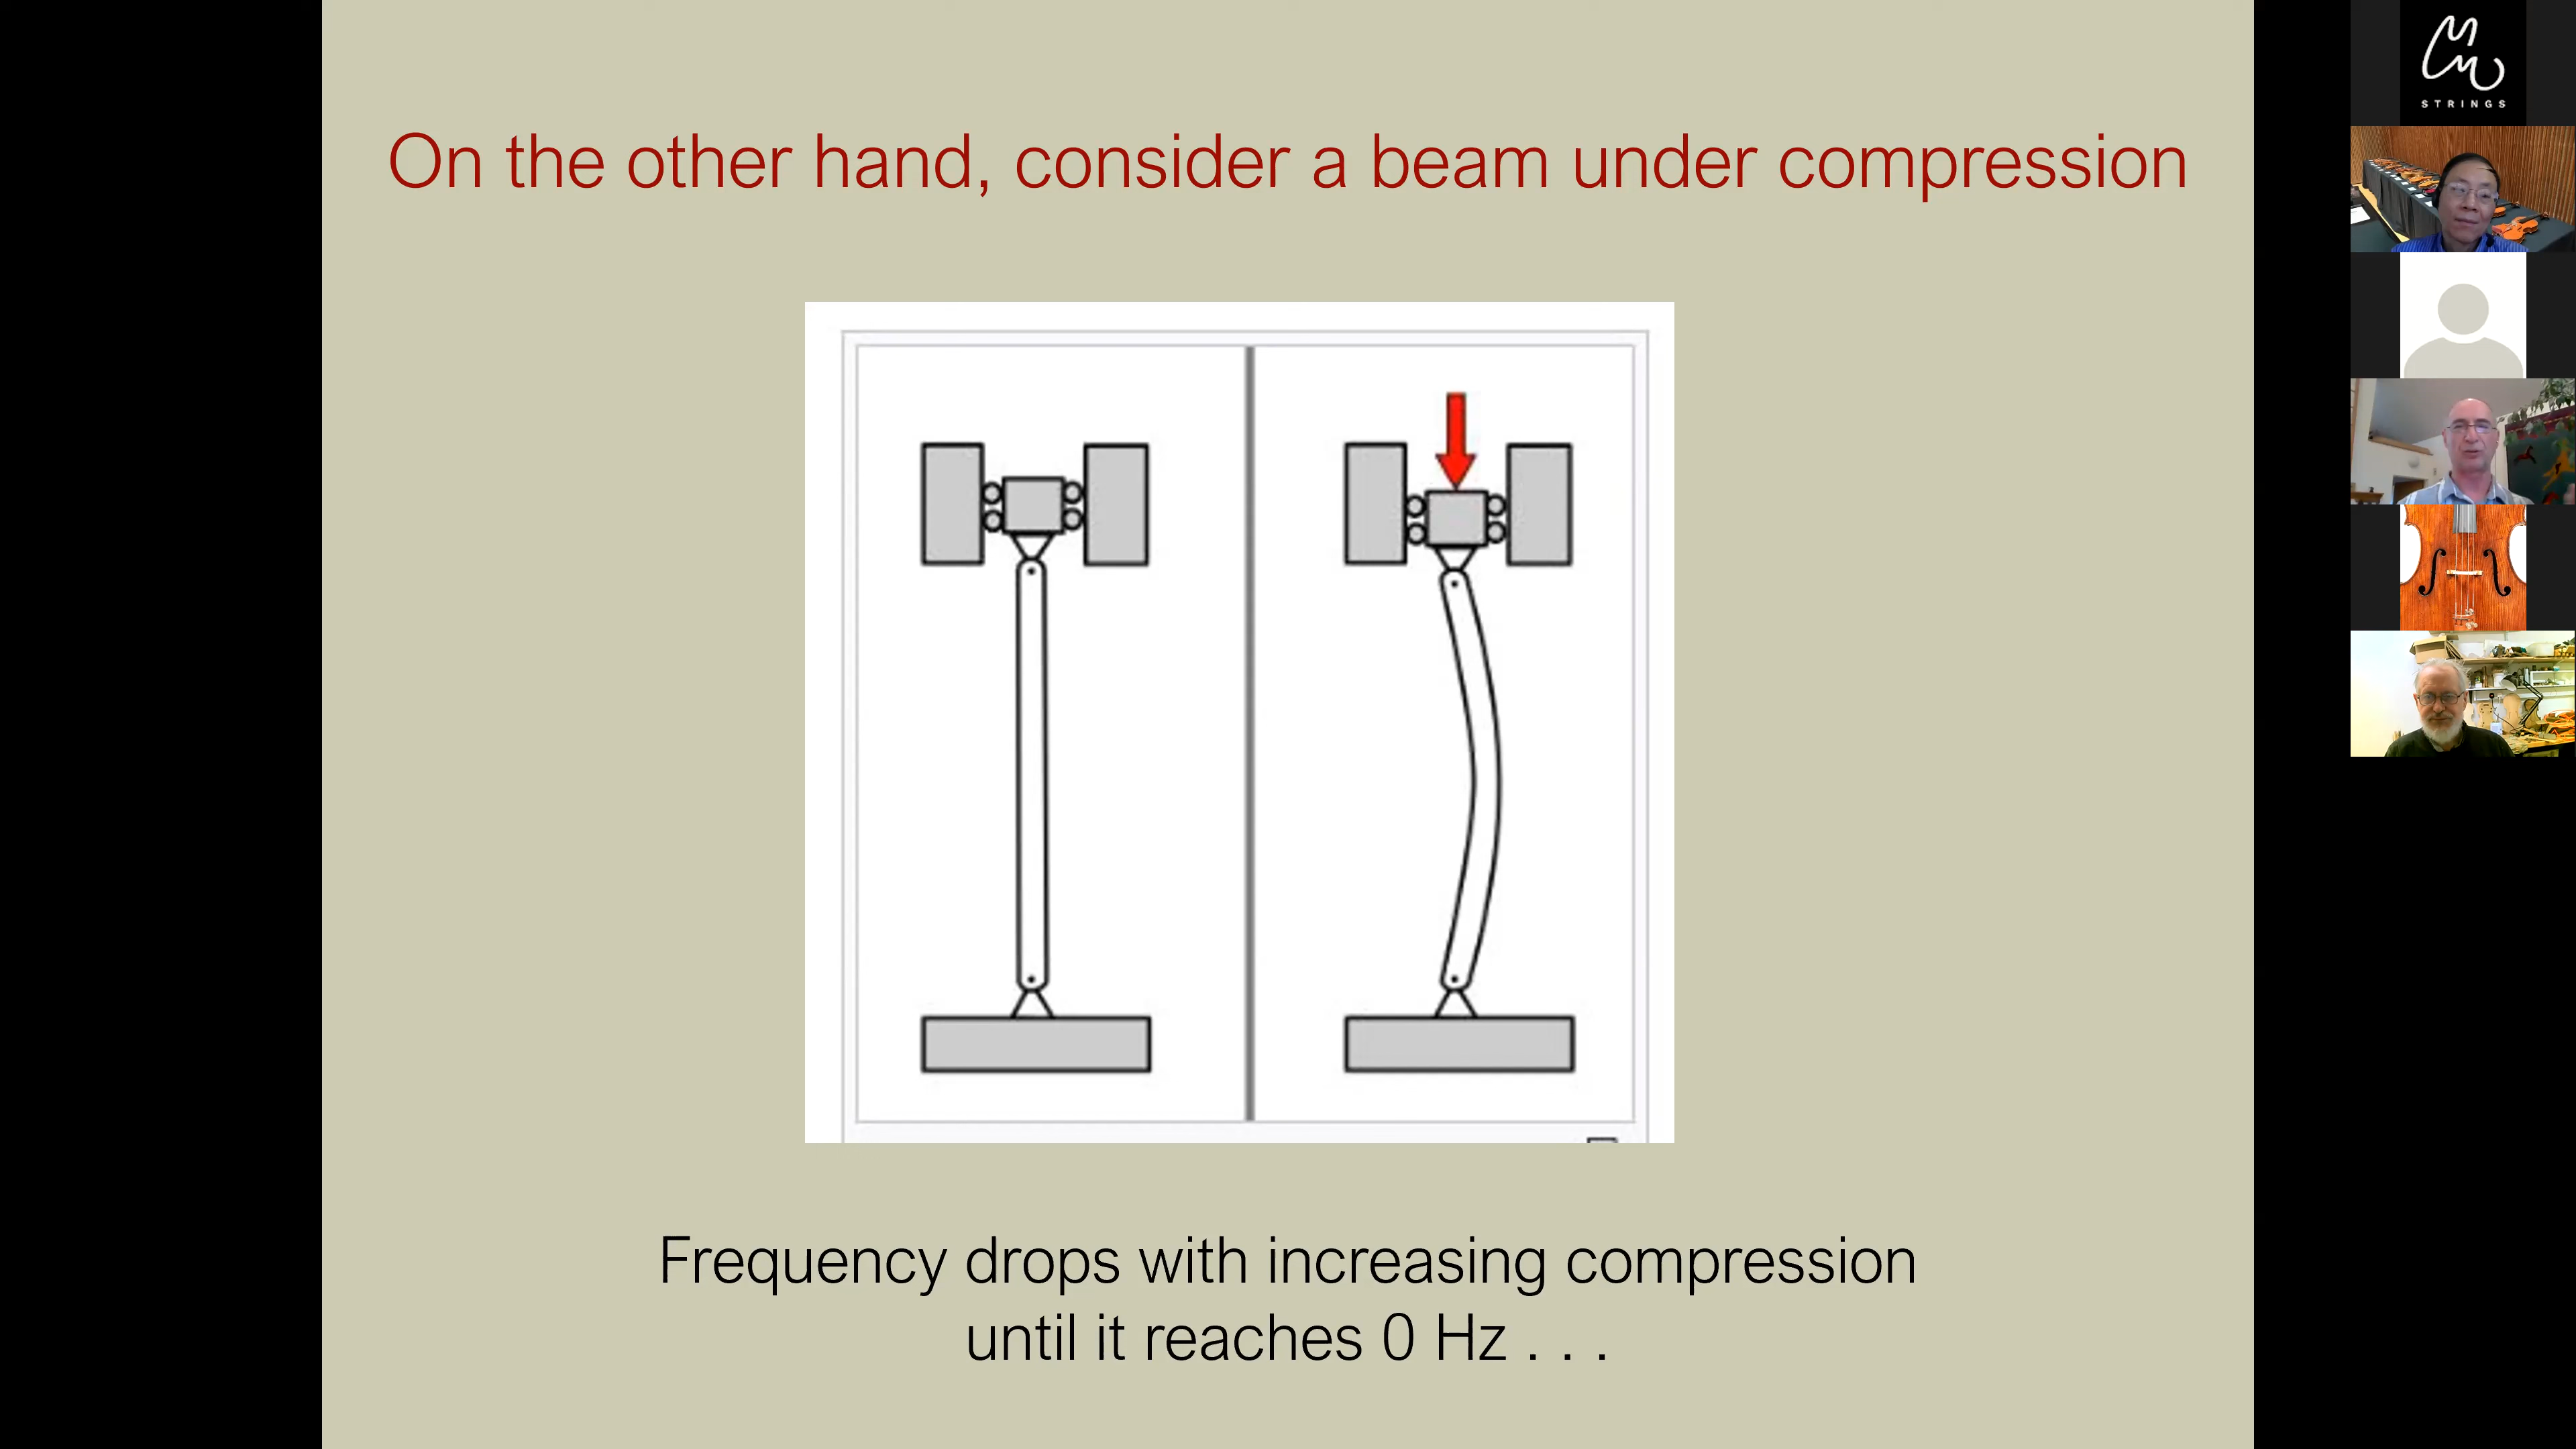 On the other hand, consider a beam under compression
Frequency drops with increasing compression
until it reaches 0 Hz . . .
STRINGS